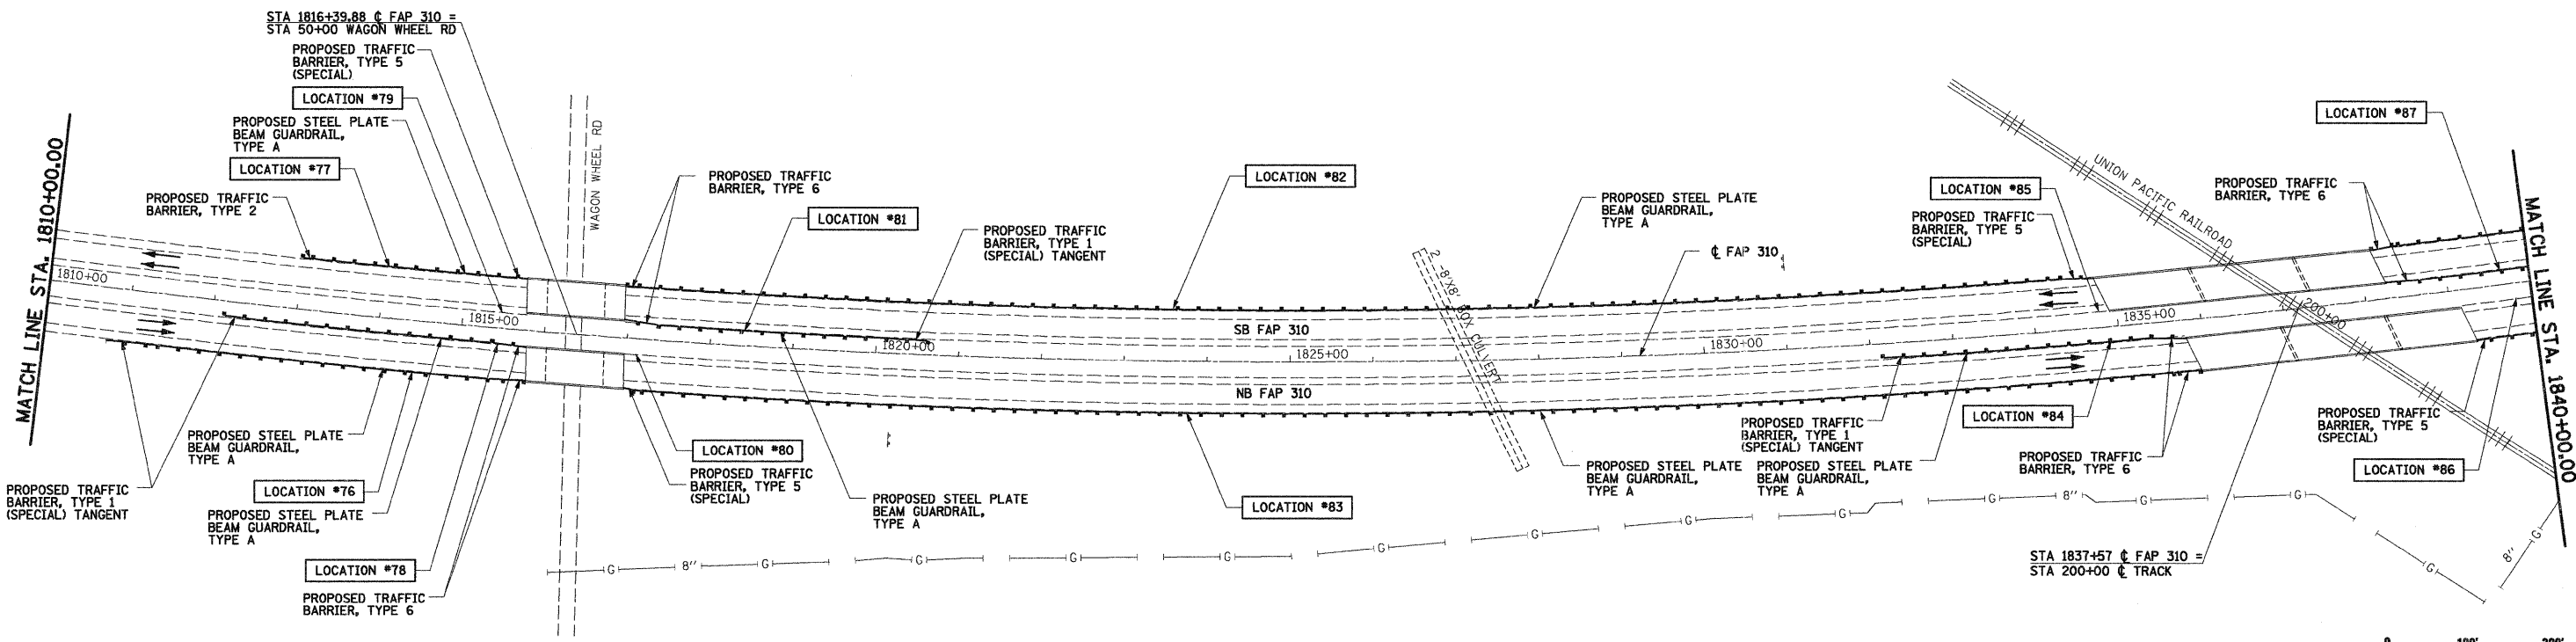 STA 1816+39.88 ℄ FAP 310 =
STA 50+00 WAGON WHEEL RD
PROPOSED TRAFFIC
BARRIER, TYPE 5
(SPECIAL)
LOCATION #79
PROPOSED STEEL PLATE
BEAM GUARDRAIL,
TYPE A
LOCATION #77
PROPOSED TRAFFIC
BARRIER, TYPE 2
MATCH LINE STA. 1810+00.00
1810+00
1815+00
WAGON WHEEL RD
PROPOSED TRAFFIC
BARRIER, TYPE 6
LOCATION #81
PROPOSED TRAFFIC
BARRIER, TYPE 1
(SPECIAL) TANGENT
LOCATION #82
PROPOSED STEEL PLATE
BEAM GUARDRAIL,
TYPE A
℄ FAP 310
2 -8'X8' BOX CULVERT
SB FAP 310
1820+00
1825+00
1830+00
NB FAP 310
LOCATION #85
PROPOSED TRAFFIC
BARRIER, TYPE 5
(SPECIAL)
UNION PACIFIC RAILROAD
PROPOSED TRAFFIC
BARRIER, TYPE 6
LOCATION #87
1835+00
200+00
MATCH LINE STA. 1840+00.00
PROPOSED TRAFFIC
BARRIER, TYPE 1
(SPECIAL) TANGENT
PROPOSED STEEL PLATE
BEAM GUARDRAIL,
TYPE A
LOCATION #76
PROPOSED STEEL PLATE
BEAM GUARDRAIL,
TYPE A
LOCATION #78
PROPOSED TRAFFIC
BARRIER, TYPE 6
LOCATION #80
PROPOSED TRAFFIC
BARRIER, TYPE 5
(SPECIAL)
PROPOSED STEEL PLATE
BEAM GUARDRAIL,
TYPE A
LOCATION #83
PROPOSED STEEL PLATE
BEAM GUARDRAIL,
TYPE A
PROPOSED TRAFFIC
BARRIER, TYPE 1
(SPECIAL) TANGENT
PROPOSED STEEL PLATE
BEAM GUARDRAIL,
TYPE A
LOCATION #84
PROPOSED TRAFFIC
BARRIER, TYPE 6
PROPOSED TRAFFIC
BARRIER, TYPE 5
(SPECIAL)
LOCATION #86
STA 1837+57 ℄ FAP 310 =
STA 200+00 ℄ TRACK
G 8" G G G G G G G 8" G G G 8" G